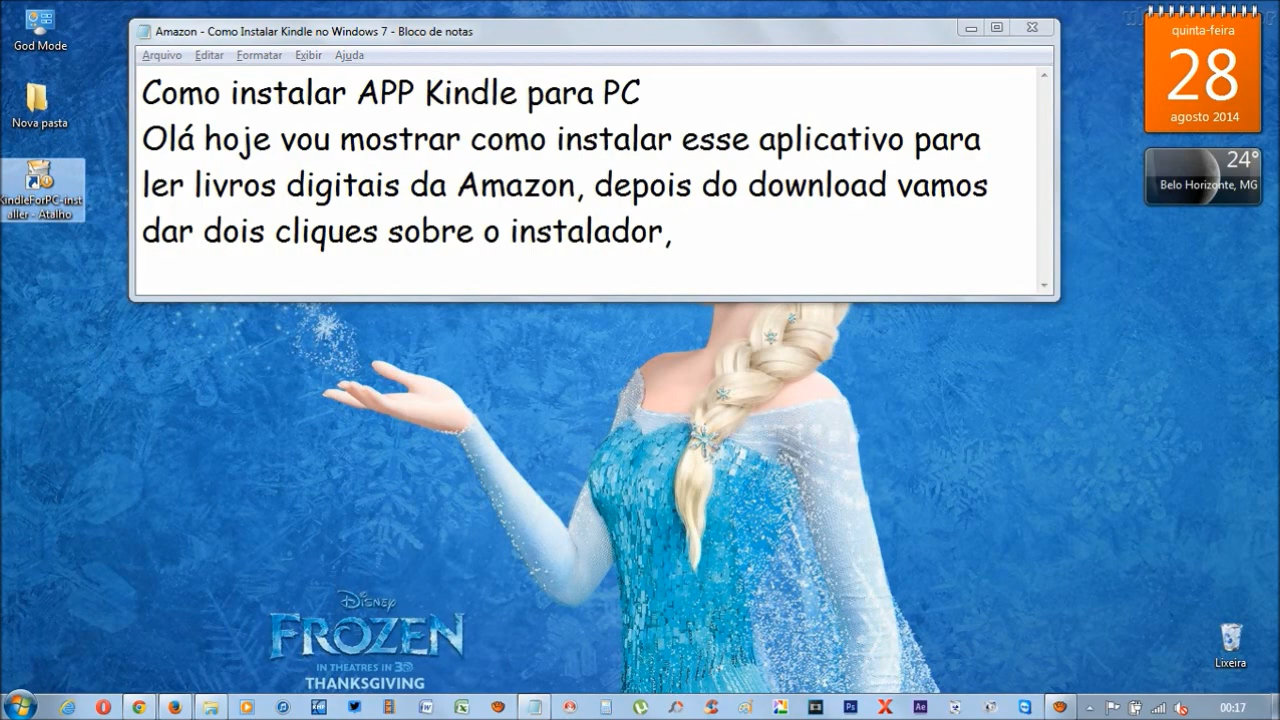 God Mode
Nova pasta
KindleForPC-inst
aller - Atalho
Amazon - Como Instalar Kindle no Windows 7 - Bloco de notas
Arquivo Editar Formatar Exibir Ajuda
Como instalar APP Kindle para PC
Olá hoje vou mostrar como instalar esse aplicativo para
ler livros digitais da Amazon, depois do download vamos
dar dois cliques sobre o instalador,
quinta-feira
28
agosto 2014
24°
Belo Horizonte, MG
DISNEY
FROZEN
IN THEATRES IN 3D
THANKSGIVING
Lixeira
00:17